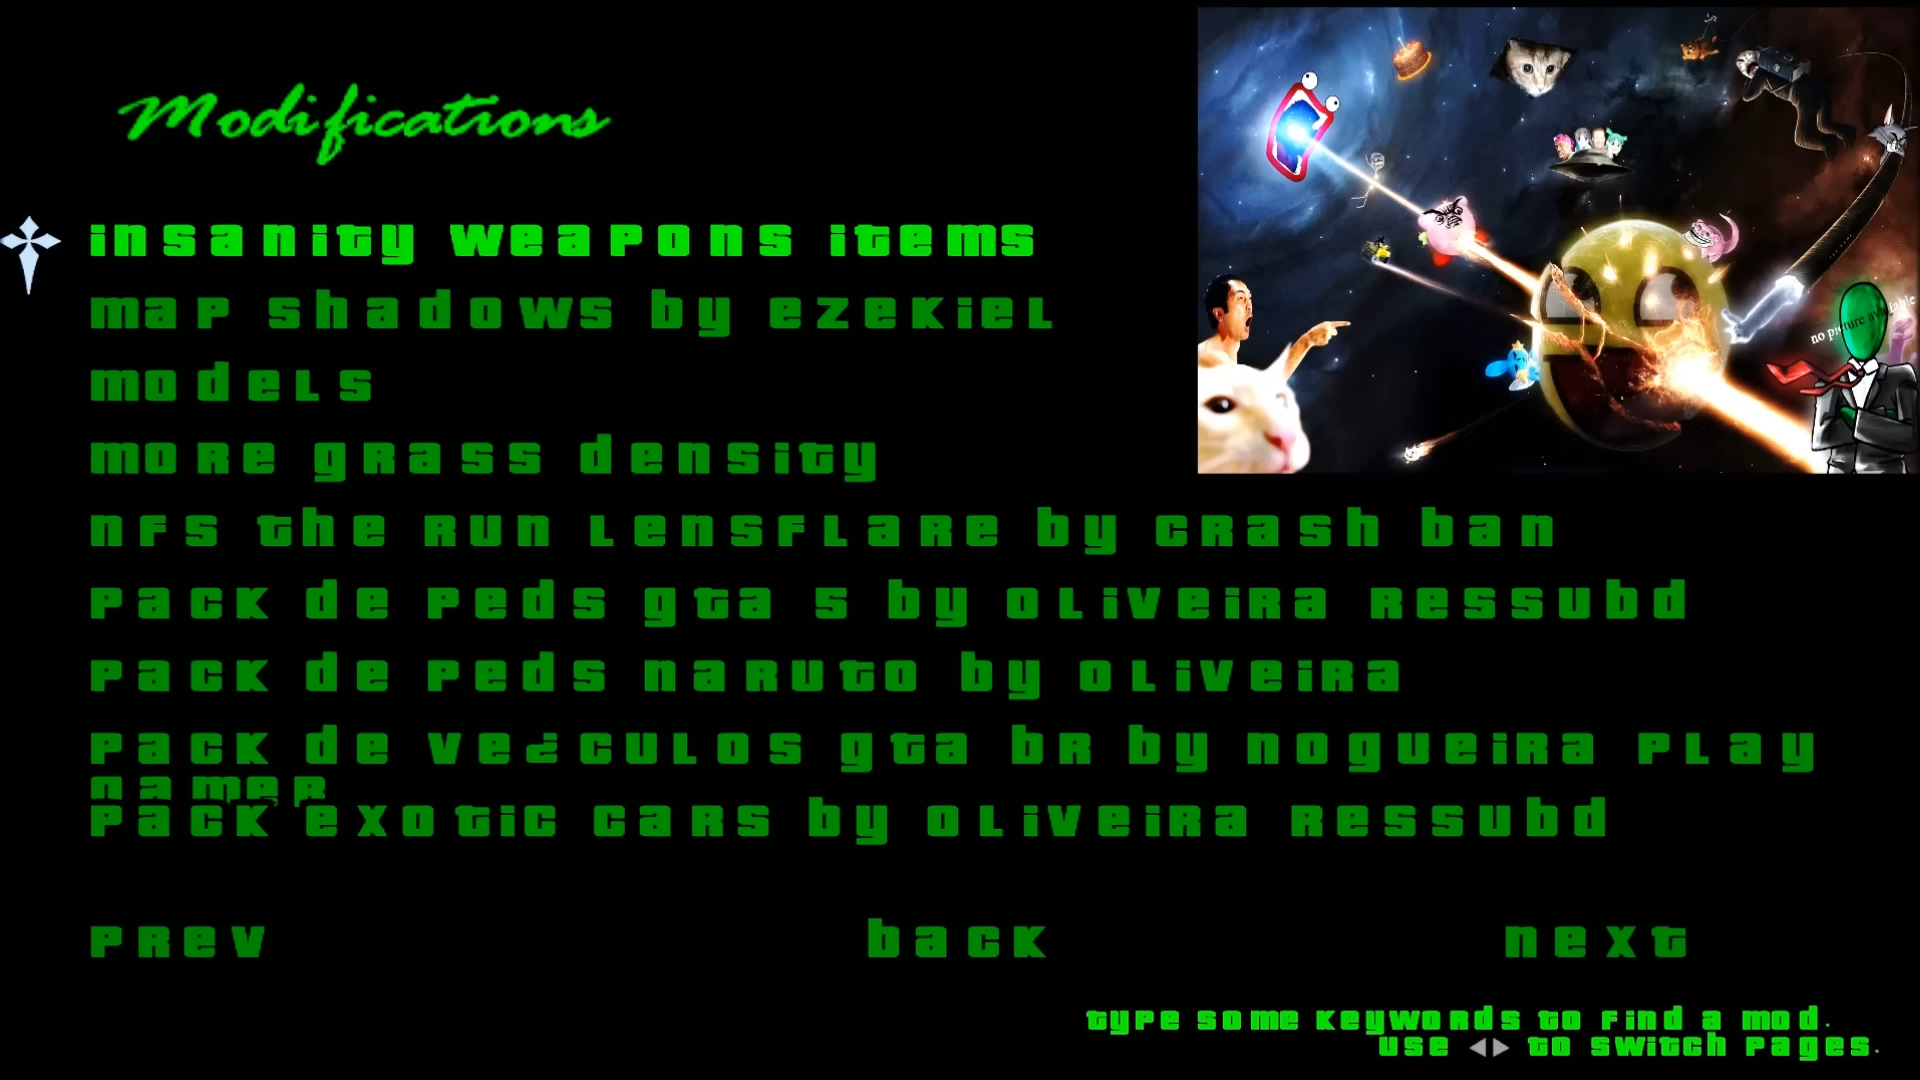 Modifications
insanity weapons items
map shadows by ezekiel
models
more grass density
nfs the run lensflare by crash ban
pack de peds gta 5 by oliveira ressubd
pack de peds naruto by oliveira
pack de ve¿culos gta br by nogueira play
gamer
pack exotic cars by oliveira ressubd
prev back next
type some keywords to find a mod.
use ◀▶ to switch pages.
no picture available